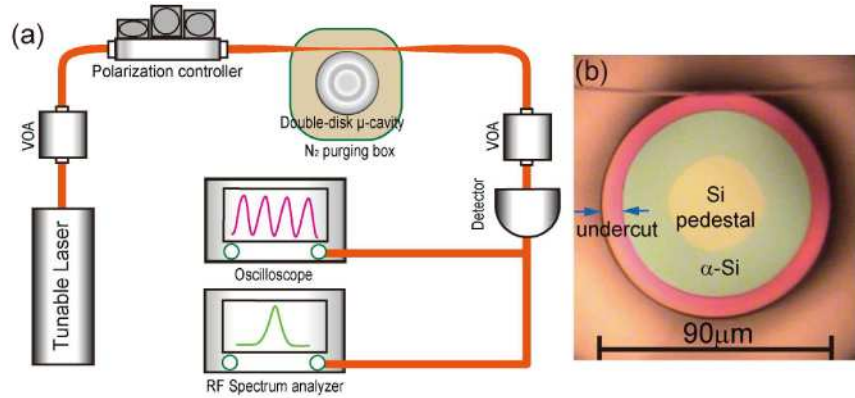 (a)
Polarization controller
VOA
Tunable Laser
Double-disk μ-cavity
N₂ purging box
VOA
Detector
Oscilloscope
RF Spectrum analyzer
(b)
Si
pedestal
undercut
α-Si
90μm